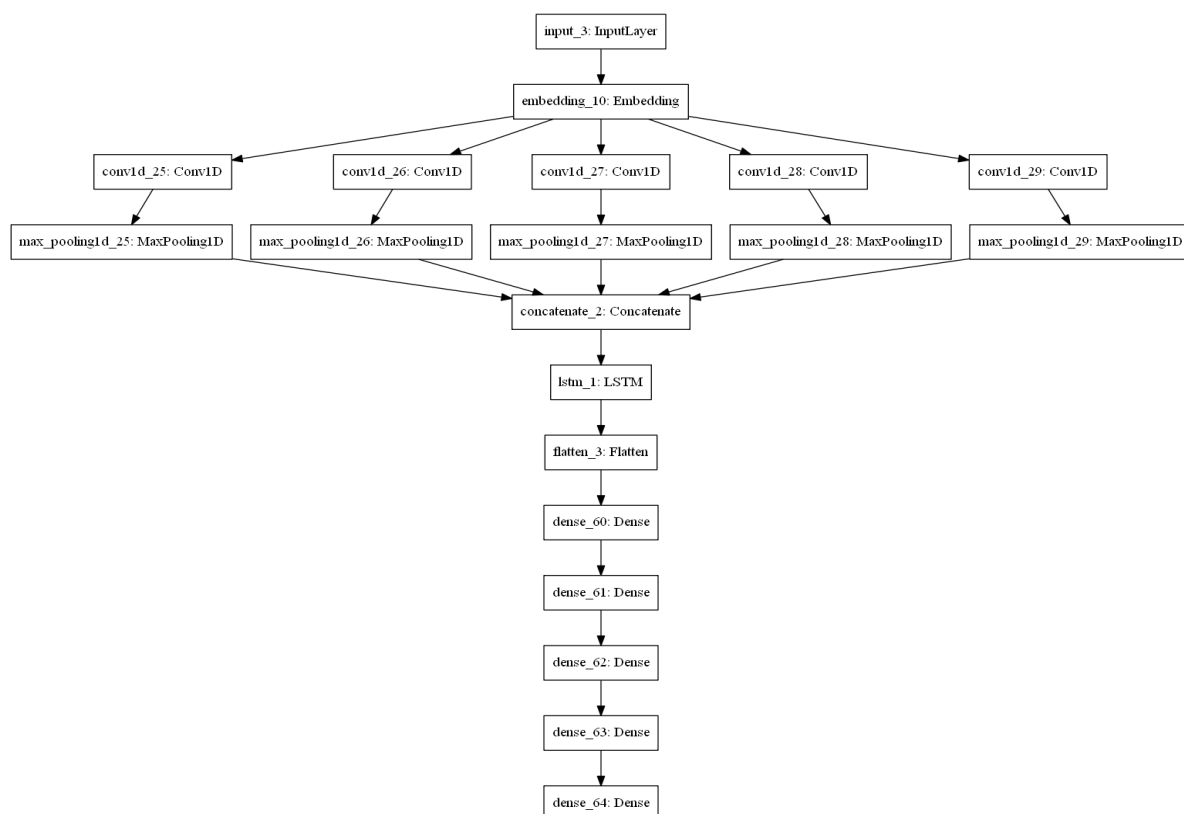 input_3: InputLayer
embedding_10: Embedding
conv1d_25: Conv1D
conv1d_26: Conv1D
conv1d_27: Conv1D
conv1d_28: Conv1D
conv1d_29: Conv1D
max_pooling1d_25: MaxPooling1D
max_pooling1d_26: MaxPooling1D
max_pooling1d_27: MaxPooling1D
max_pooling1d_28: MaxPooling1D
max_pooling1d_29: MaxPooling1D
concatenate_2: Concatenate
lstm_1: LSTM
flatten_3: Flatten
dense_60: Dense
dense_61: Dense
dense_62: Dense
dense_63: Dense
dense_64: Dense